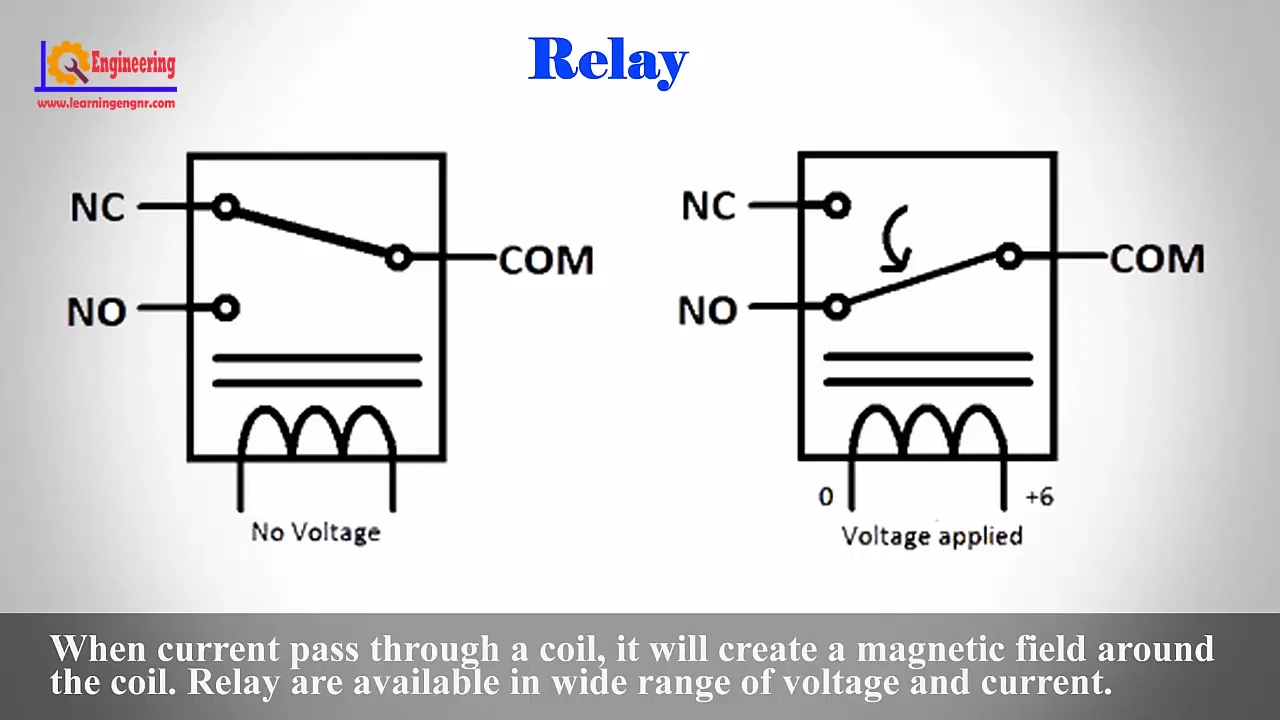 Engineering
www.learningengnr.com
Relay
NC
NO
COM
No Voltage
NC
NO
COM
0
+6
Voltage applied
When current pass through a coil, it will create a magnetic field around
the coil. Relay are available in wide range of voltage and current.